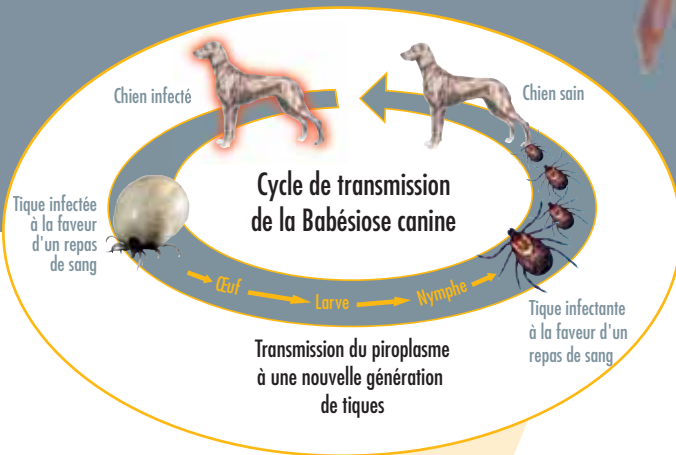 Chien infecté
Chien sain
Cycle de transmission
de la Babésiose canine
Tique infectée
à la faveur
d'un repas
de sang
Œuf
Larve
Nymphe
Tique infectante
à la faveur d'un
repas de sang
Transmission du piroplasme
à une nouvelle génération
de tiques